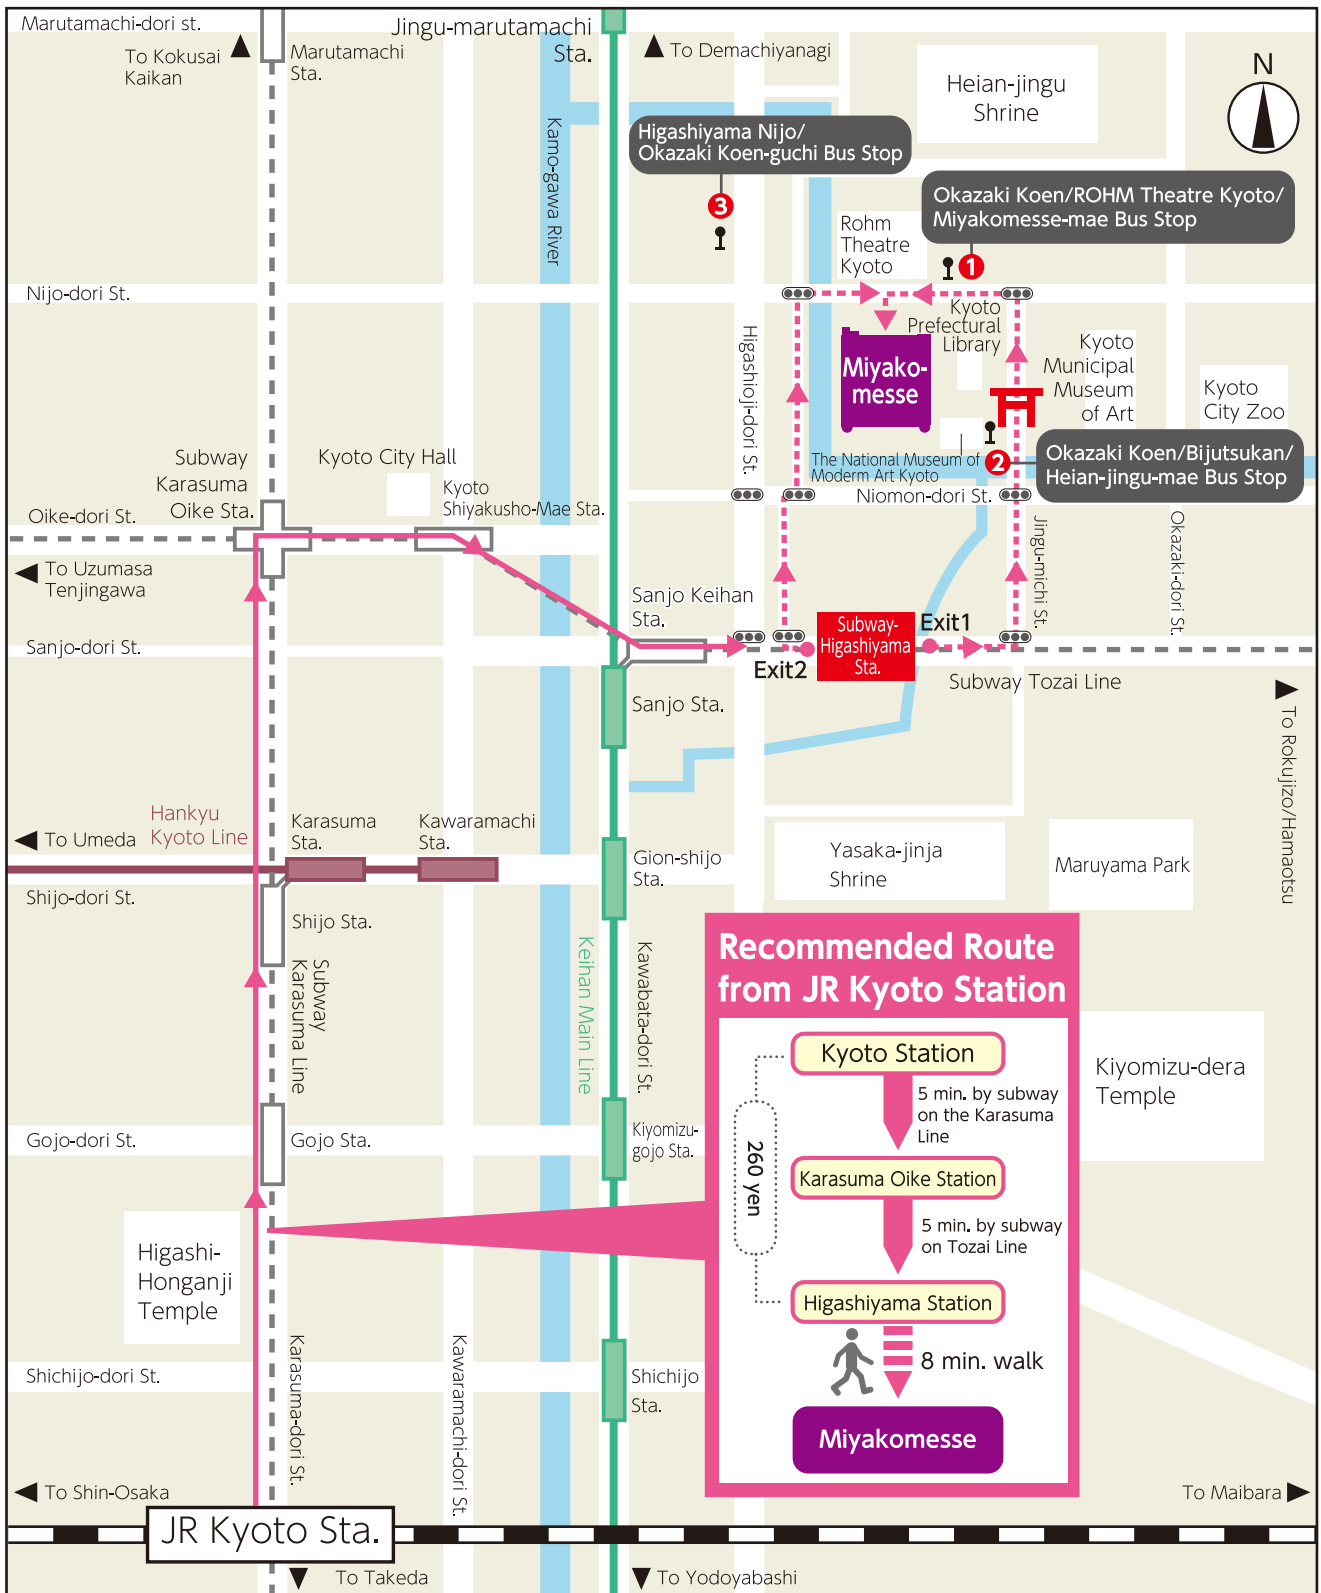 Marutamachi-dori st.
To Kokusai
Kaikan
Marutamachi
Sta.
Jingu-marutamachi
Sta.
To Demachiyanagi
Heian-jingu
Shrine
N
Kamo-gawa River
Higashiyama Nijo/
Okazaki Koen-guchi Bus Stop
3
Okazaki Koen/ROHM Theatre Kyoto/
Miyakomesse-mae Bus Stop
1
Rohm
Theatre
Kyoto
Nijo-dori St.
Kyoto
Prefectural
Library
Higashioji-dori St.
Miyako-
messe
Kyoto
Municipal
Museum
of Art
Kyoto
City Zoo
The National Museum of
Modern Art Kyoto
2
Okazaki Koen/Bijutsukan/
Heian-jingu-mae Bus Stop
Niomon-dori St.
Subway
Karasuma
Oike Sta.
Kyoto City Hall
Kyoto
Shiyakusho-Mae Sta.
Oike-dori St.
To Uzumasa
Tenjingawa
Jingu-michi St.
Okazaki-dori St.
Sanjo Keihan
Sta.
Sanjo-dori St.
Exit2
Subway-
Higashiyama
Sta.
Exit1
Subway Tozai Line
Sanjo Sta.
To Rokujizo/Hamaotsu
Hankyu
Kyoto Line
To Umeda
Karasuma
Sta.
Kawaramachi
Sta.
Gion-shijo
Sta.
Yasaka-jinja
Shrine
Maruyama Park
Shijo-dori St.
Shijo Sta.
Subway
Karasuma Line
Keihan Main Line
Kawabata-dori St.
Recommended Route
from JR Kyoto Station
Kyoto Station
5 min. by subway
on the Karasuma
Line
260 yen
Karasuma Oike Station
5 min. by subway
on Tozai Line
Higashiyama Station
8 min. walk
Miyakomesse
Kiyomizu-dera
Temple
Gojo-dori St.
Gojo Sta.
Kiyomizu-
gojo Sta.
Higashi-
Honganji
Temple
Karasuma-dori St.
Kawaramachi-dori St.
Shichijo-dori St.
Shichijo
Sta.
To Shin-Osaka
To Maibara
JR Kyoto Sta.
To Takeda
To Yodoyabashi